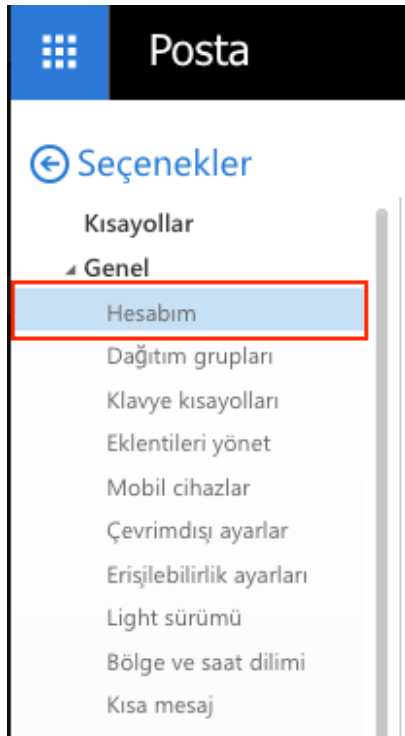 Posta
Seçenekler
Kısayollar
Genel
Hesabım
Dağıtım grupları
Klavye kısayolları
Eklentileri yönet
Mobil cihazlar
Çevrimdışı ayarlar
Erişilebilirlik ayarları
Light sürümü
Bölge ve saat dilimi
Kısa mesaj